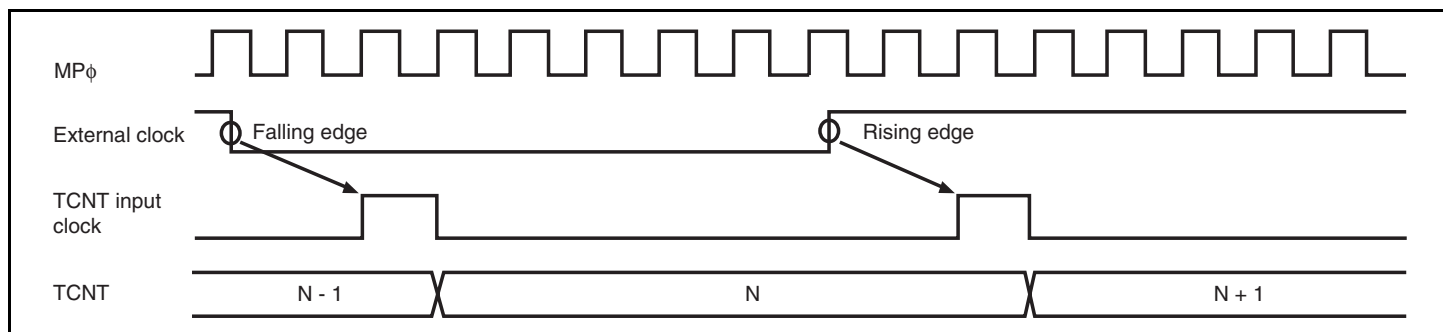 MPϕ
External clock
Falling edge
Rising edge
TCNT input
clock
TCNT
N - 1
N
N + 1